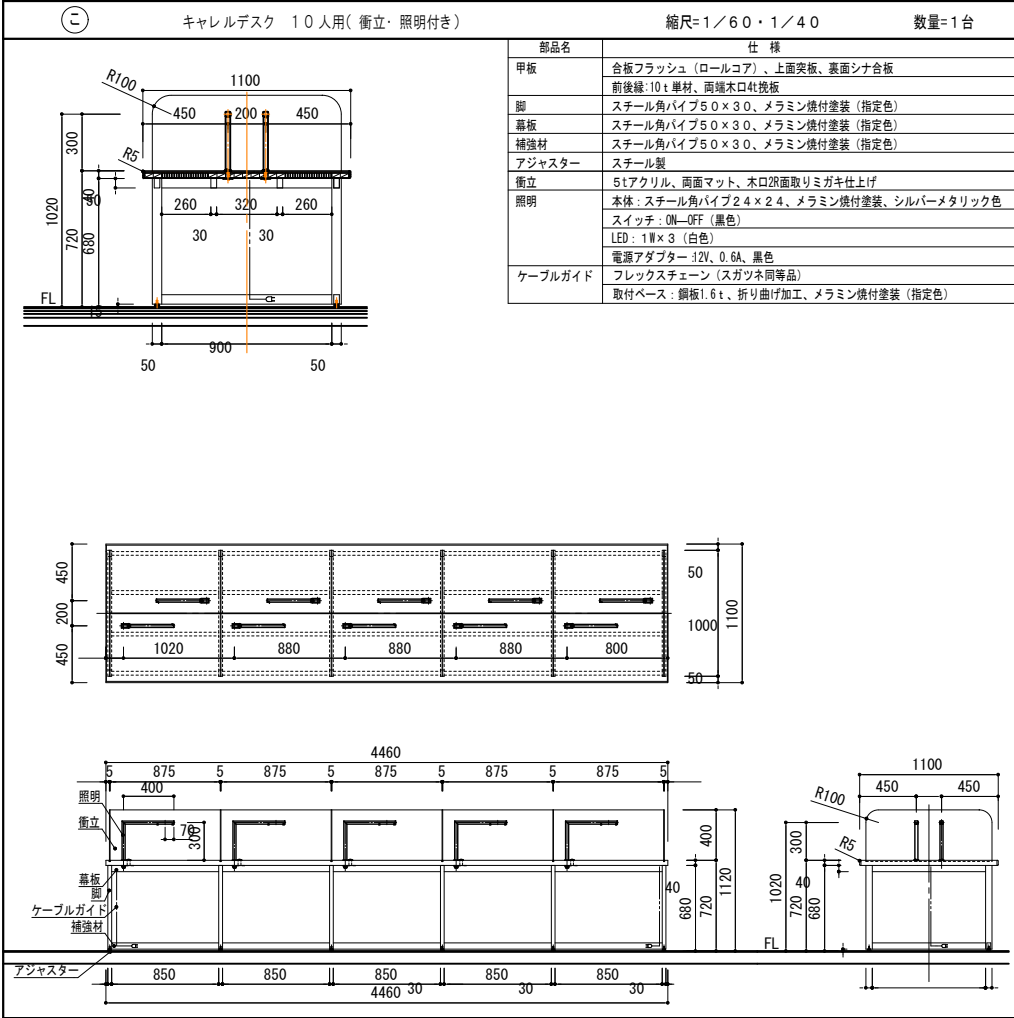 こ キャレルデスク １０人用( 衝立・照明付き) 縮尺=１／６０・１／４０ 数量=１台
部品名 仕 様
甲板 合板フラッシュ（ロールコア）、上面突板、裏面シナ合板
前後縁:10ｔ単材、両端木口4t挽板
脚 スチール角パイプ５０×３０、メラミン焼付塗装（指定色）
幕板 スチール角パイプ５０×３０、メラミン焼付塗装（指定色）
補強材 スチール角パイプ５０×３０、メラミン焼付塗装（指定色）
アジャスター スチール製
衝立 ５tアクリル、両面マット、木口2R面取りミガキ仕上げ
照明 本体：スチール角パイプ２４×２４、メラミン焼付塗装、シルバーメタリック色
スイッチ：ON―OFF（黒色）
LED：１W×３（白色）
電源アダプター:12V、0.6A、黒色
ケーブルガイド フレックスチェーン（スガツネ同等品）
取付ベース：鋼板1.6ｔ、折り曲げ加工、メラミン焼付塗装（指定色）
R100 1100
450 200 450
300
R5
1020 720 680 40 50
260 320 260
30 30
FL
15
900
50 50
450 200 450
1020 880 880 880 800
50 1000 50 1100
4460
5 875 5 875 5 875 5 875 5 875 5
400
照明
衝立
70
300
幕板
脚
ケーブルガイド
補強材
アジャスター
400
40
680 720 1120
850 850 850 850 850
30 30 30
4460
1100
450 450
R100
300
R5
1020 720 680 40
FL